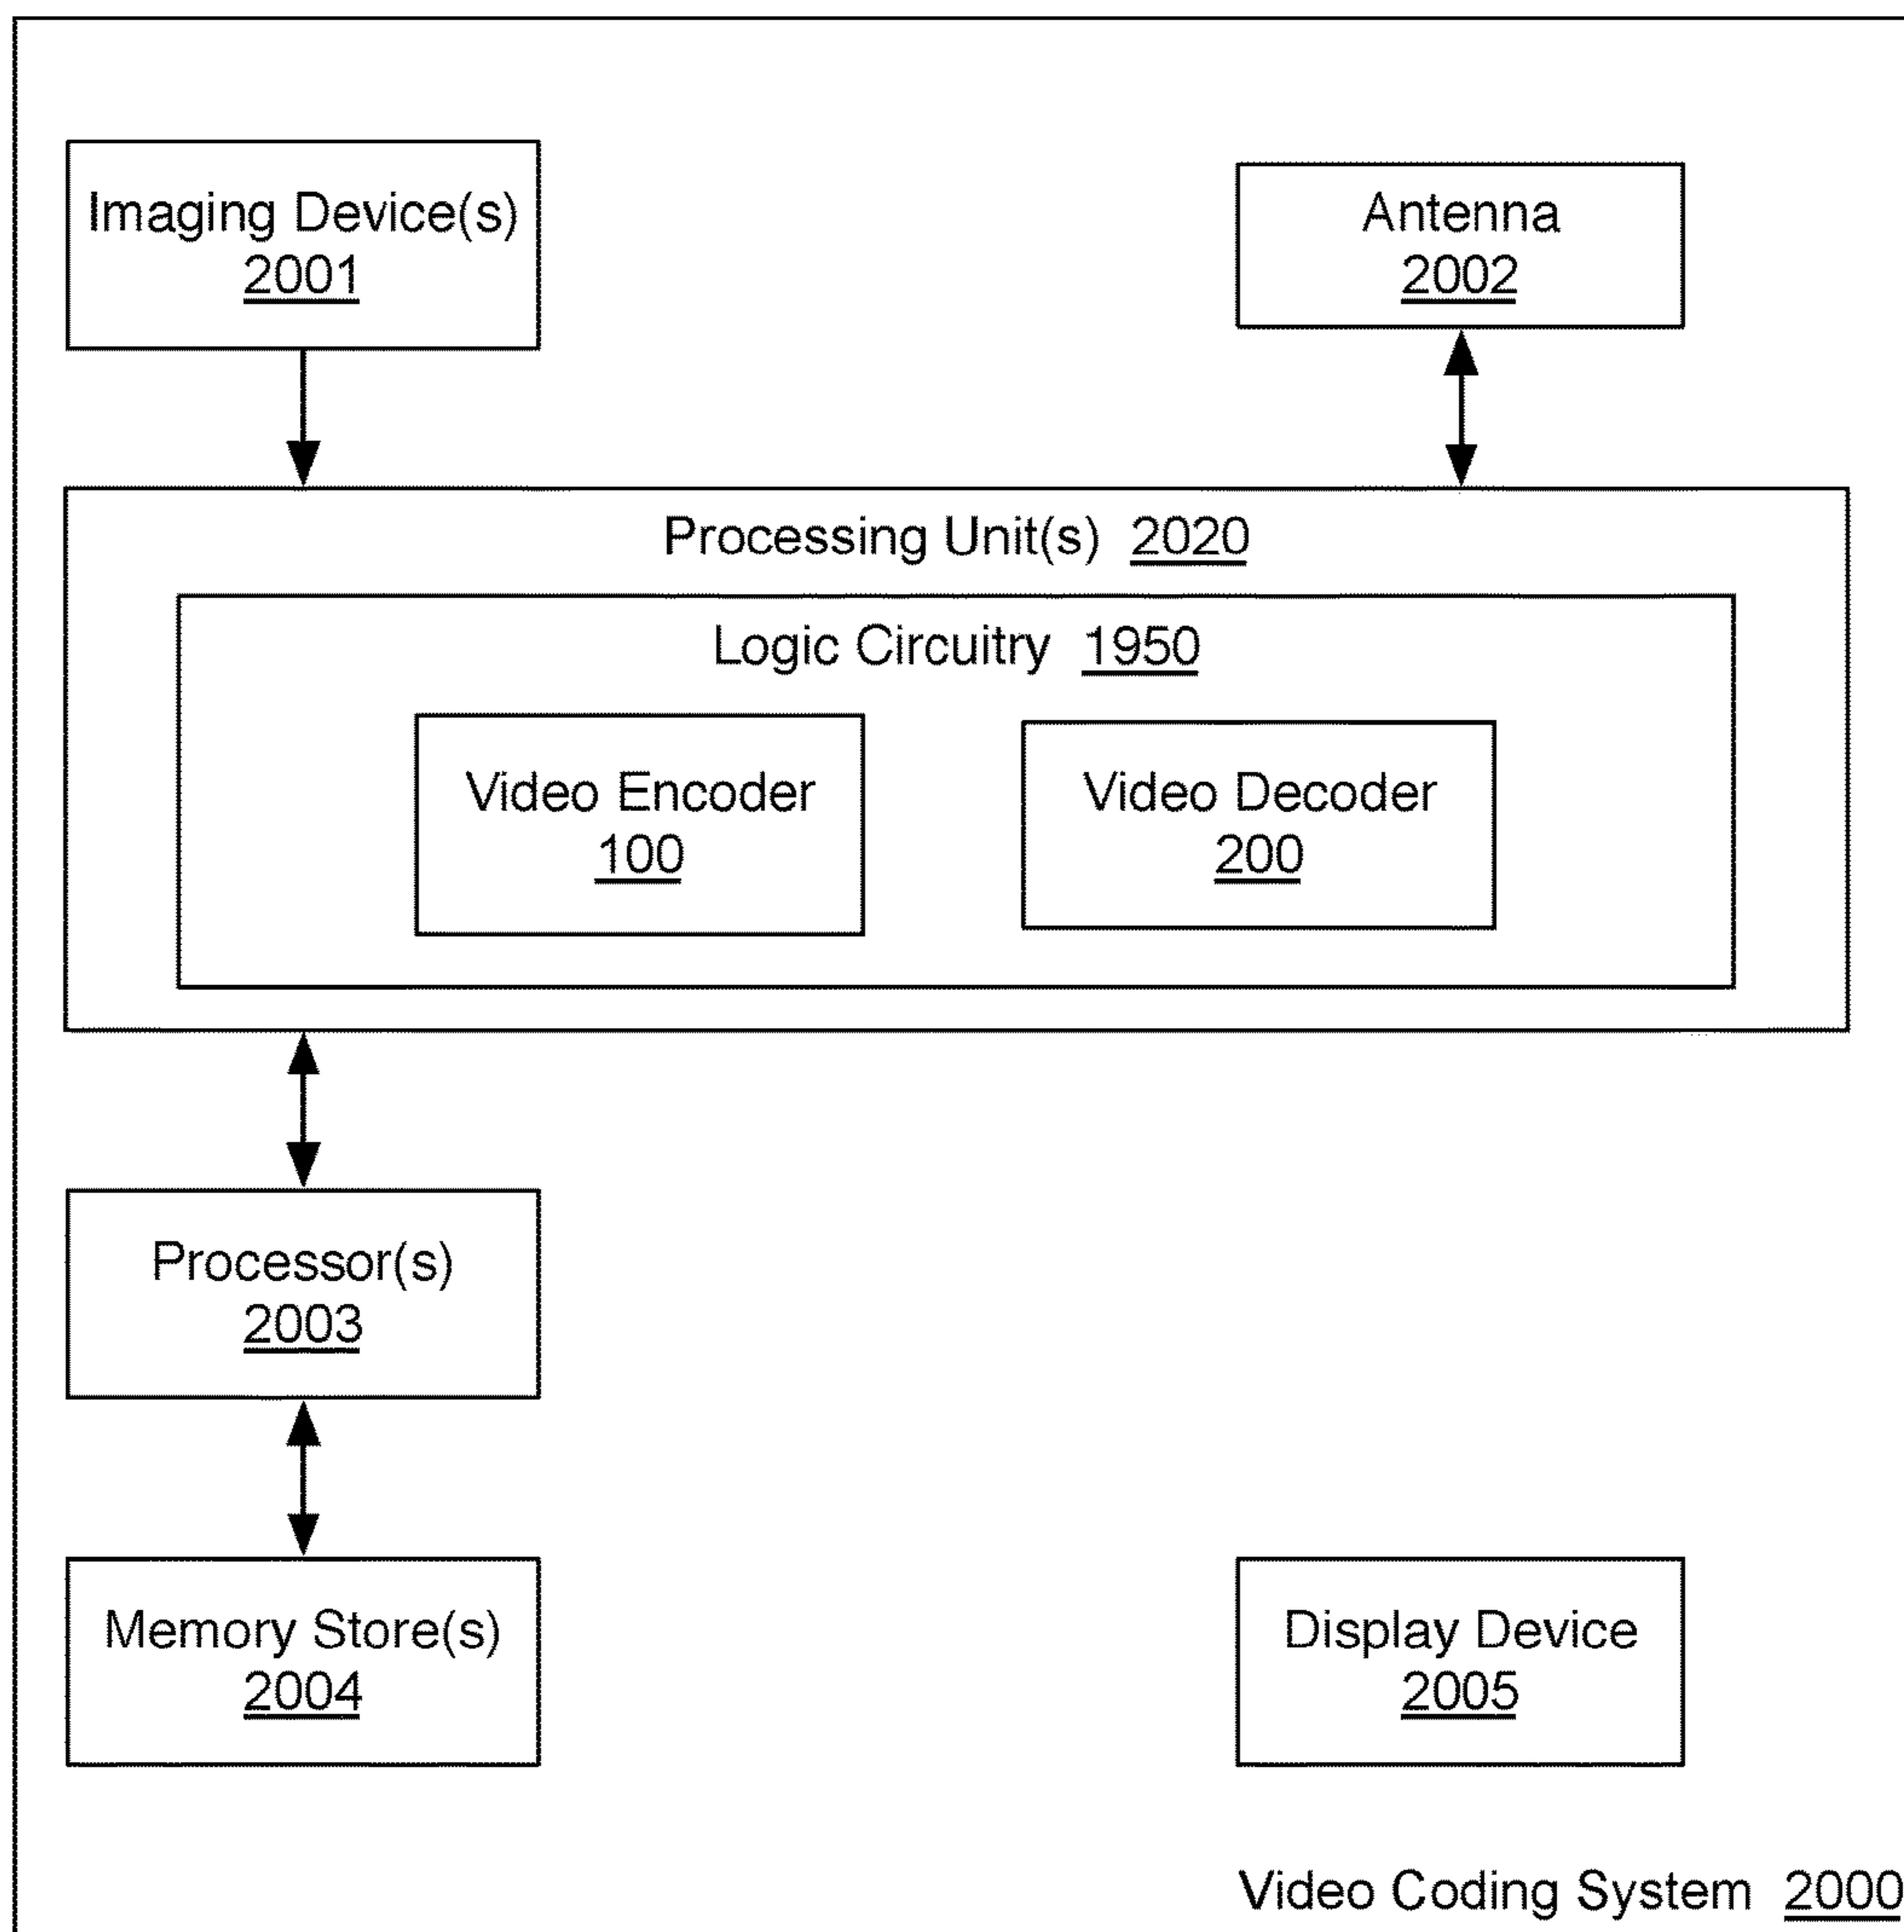 Imaging Device(s)
2001
Antenna
2002
Processing Unit(s) 2020
Logic Circuitry 1950
Video Encoder
100
Video Decoder
200
Processor(s)
2003
Memory Store(s)
2004
Display Device
2005
Video Coding System 2000